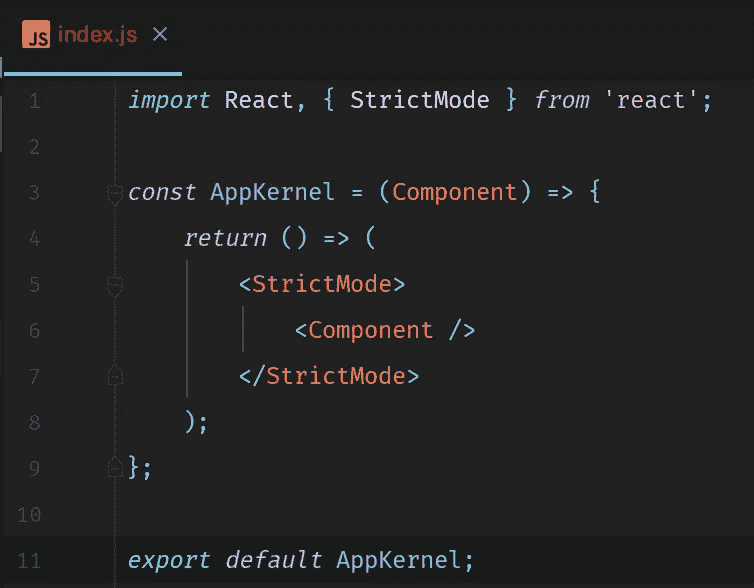 JS index.js ×
1 import React, { StrictMode } from 'react';
2
3 const AppKernel = (Component) => {
4     return () => (
5         <StrictMode>
6             <Component />
7         </StrictMode>
8     );
9 };
10
11 export default AppKernel;